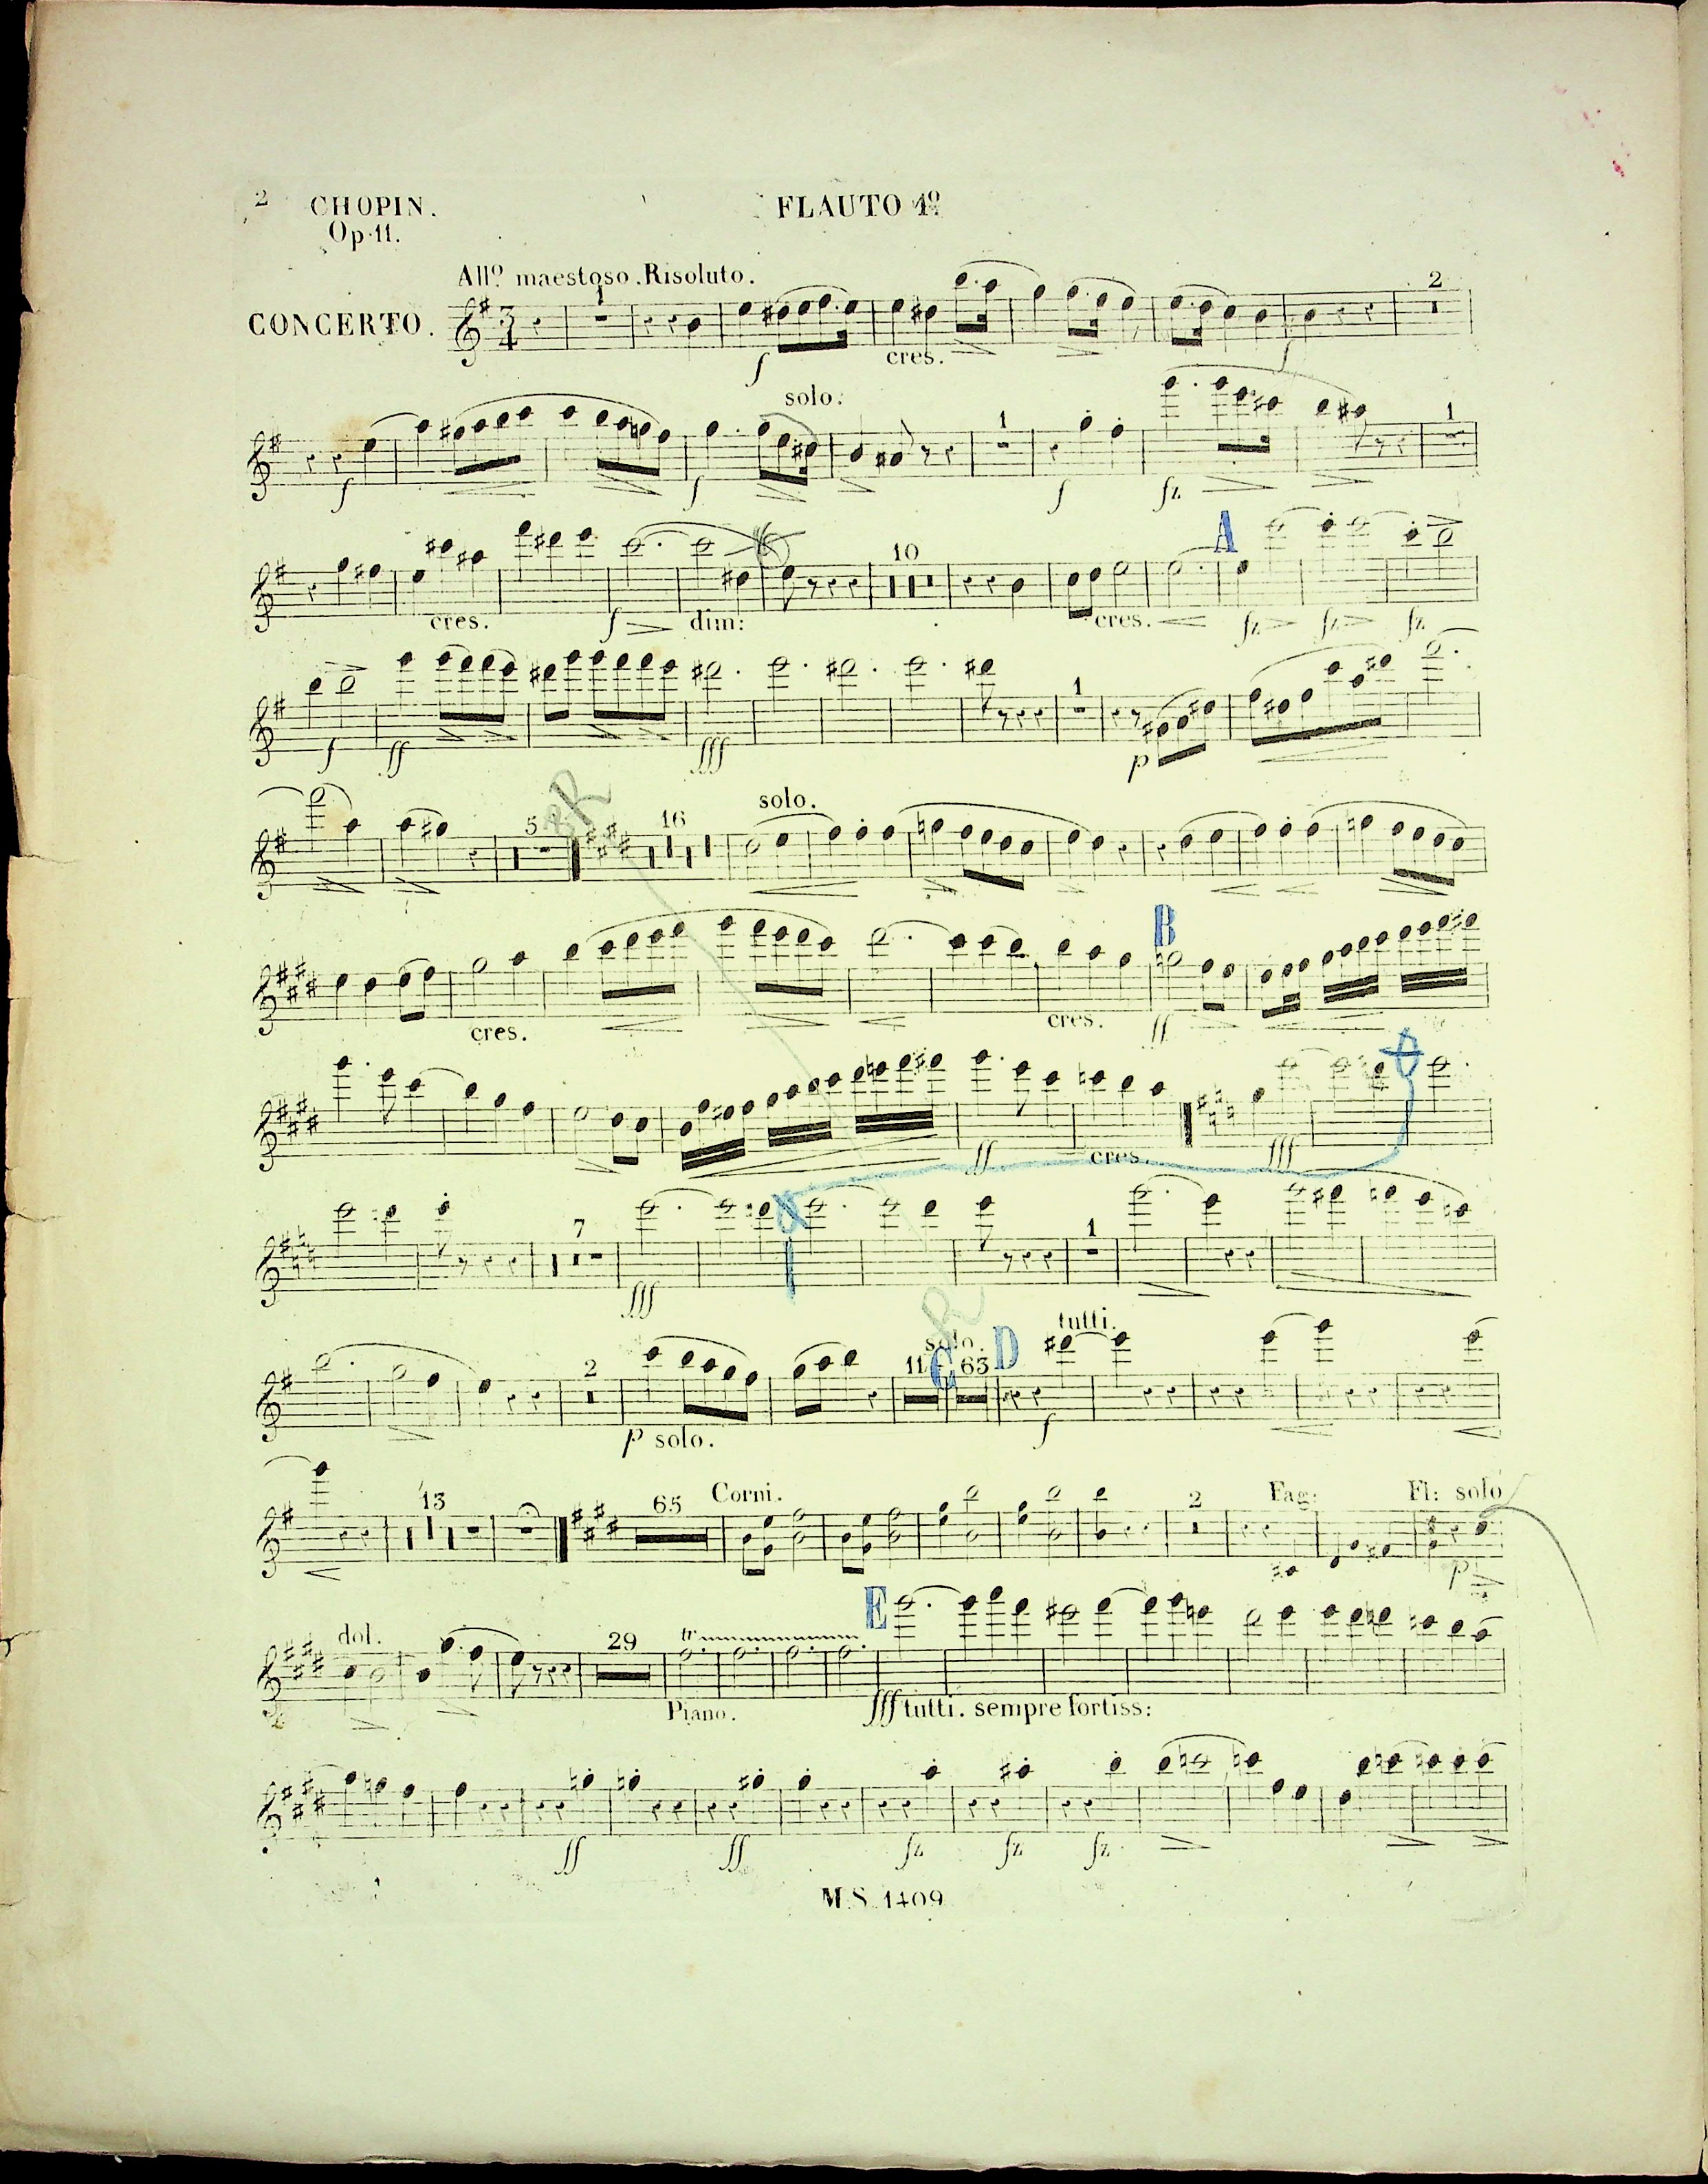 2 CHOPIN. FLAUTO 1º
Op. 11.
Allº maestoso. Risoluto.
CONCERTO. 3/4 1 2
f cres. f
solo. 1 1
f f f fz
A 10
cres. f dim: cres. fz fz fz
1
f ff fff p
solo.
5 R 16
B
cres. cres. ff
ff cres. fff
7 1
fff
tutti.
solo. D
2 11 C 63
p solo. f
13 65 Corni. 2 Fag: Fl: solo
p
E
dol. 29 tr
Piano. fff tutti. sempre fortiss:
ff ff fz fz fz
M.S. 1409